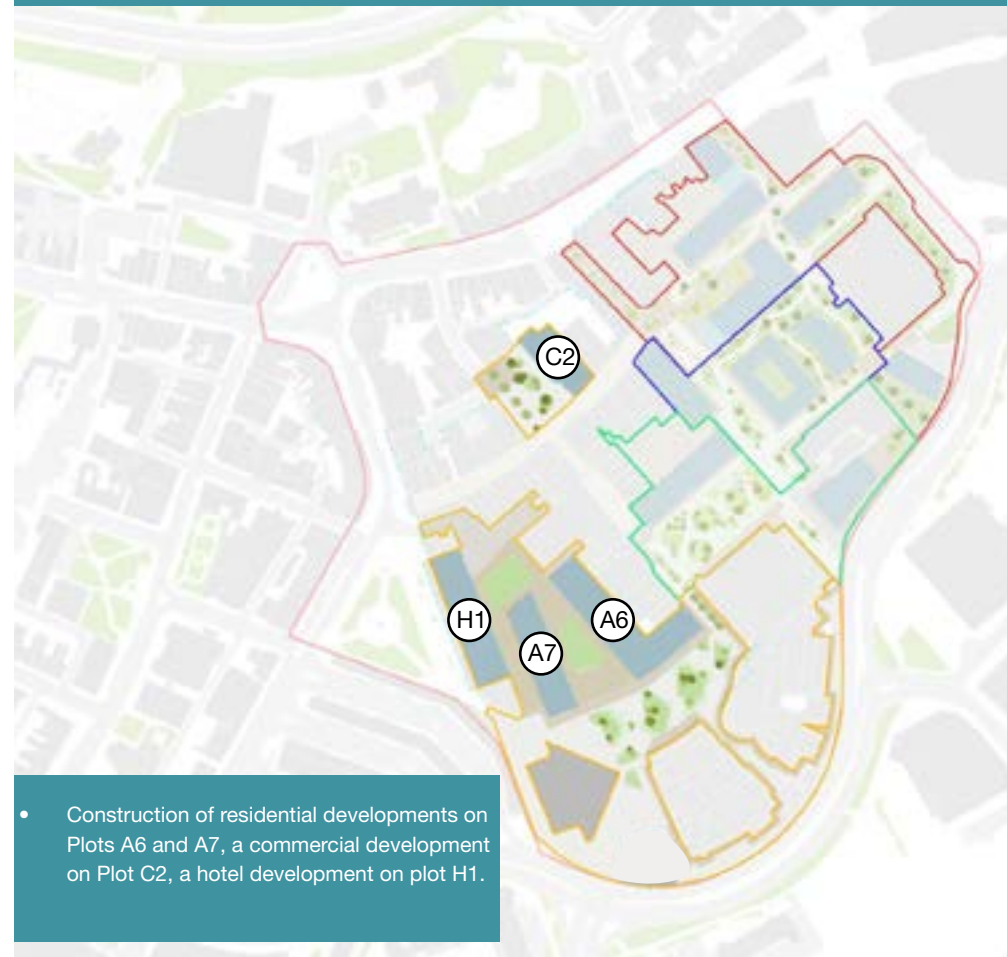 C2
H1
A6
A7
• Construction of residential developments on
Plots A6 and A7, a commercial development
on Plot C2, a hotel development on plot H1.